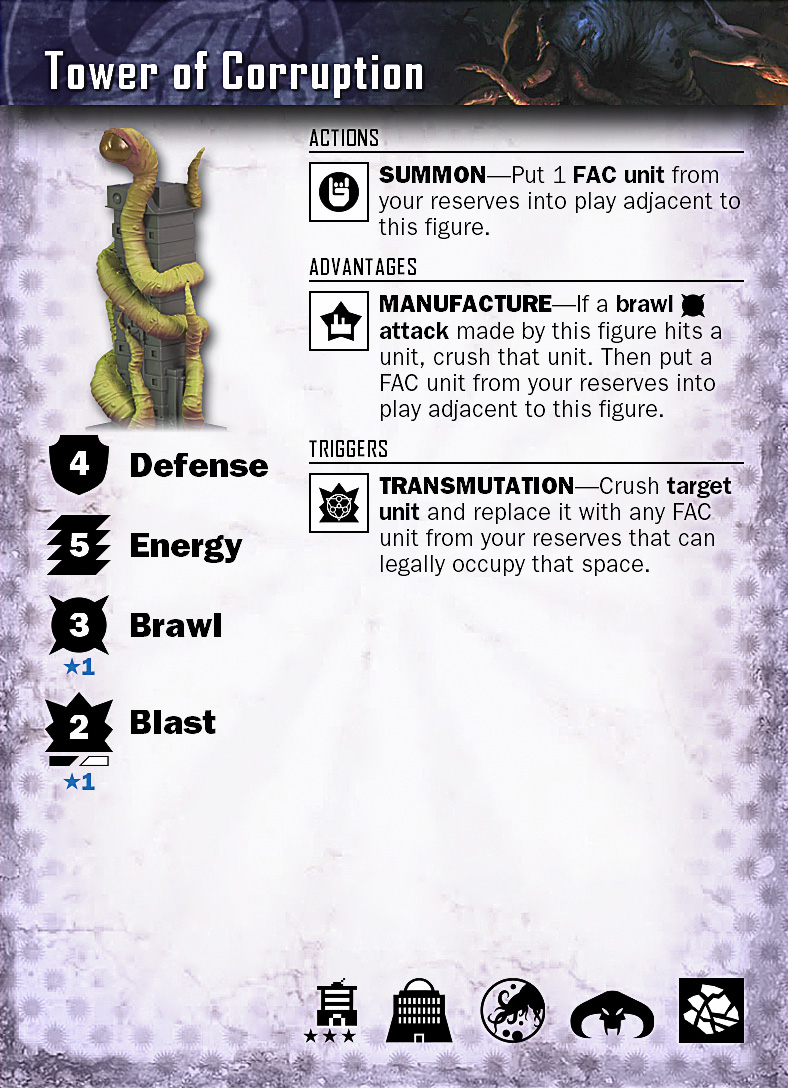 Tower of Corruption
ACTIONS
SUMMON—Put 1 FAC unit from
your reserves into play adjacent to
this figure.
ADVANTAGES
MANUFACTURE—If a brawl
attack made by this figure hits a
unit, crush that unit. Then put a
FAC unit from your reserves into
play adjacent to this figure.
TRIGGERS
TRANSMUTATION—Crush target
unit and replace it with any FAC
unit from your reserves that can
legally occupy that space.
4 Defense
5 Energy
3 Brawl
★1
2 Blast
★1
★★★